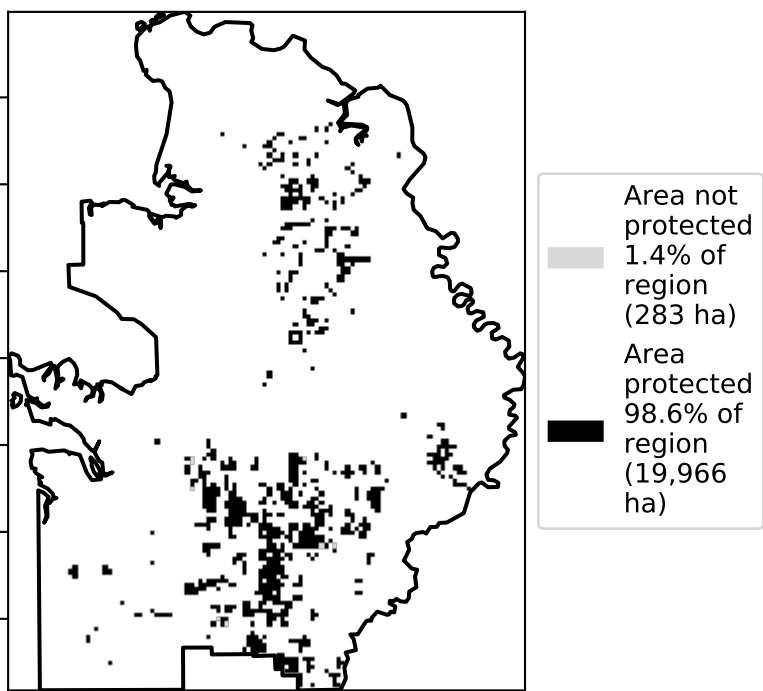 Area not
protected
1.4% of
region
(283 ha)
Area
protected
98.6% of
region
(19,966
ha)